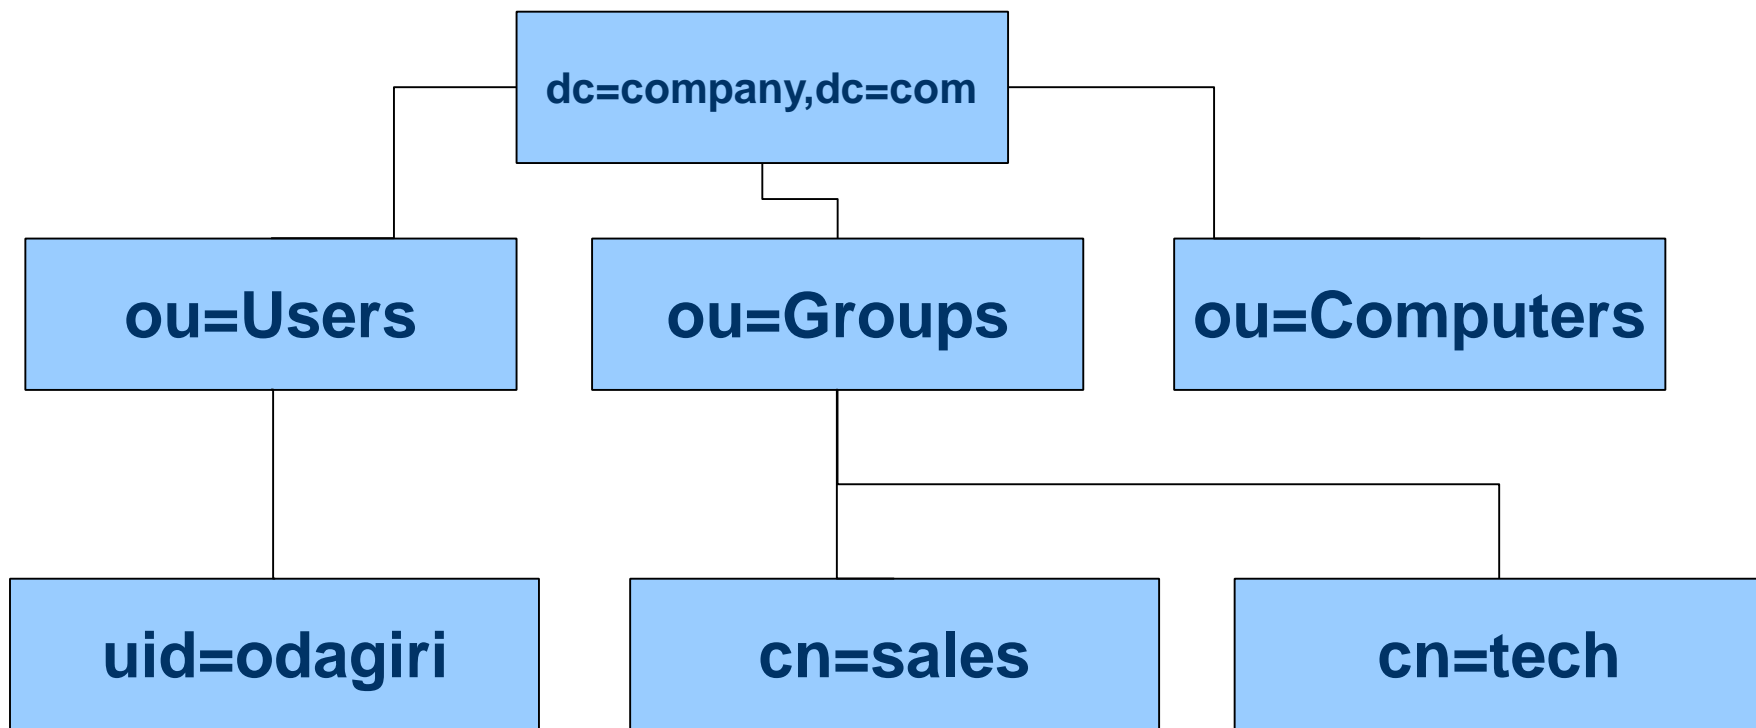 dc=company,dc=com
ou=Users
ou=Groups
ou=Computers
uid=odagiri
cn=sales
cn=tech